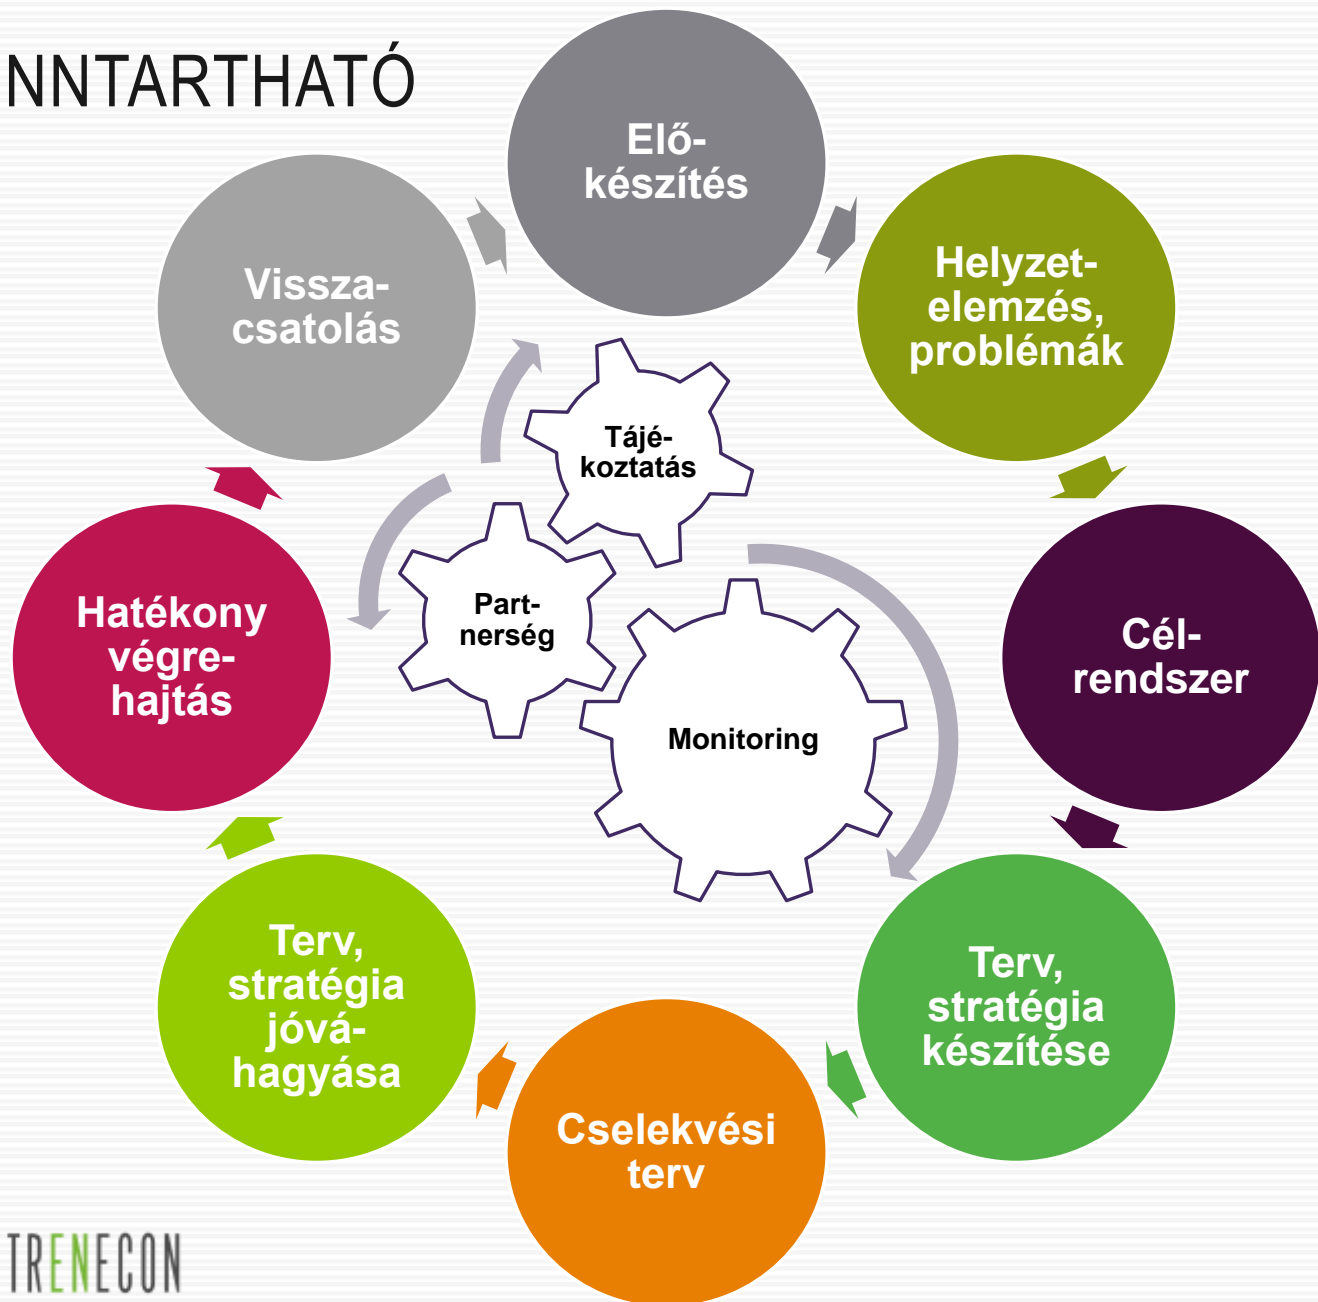 NNTARTHATÓ
Elő-
készítés
Helyzet-
elemzés,
problémák
Cél-
rendszer
Terv,
stratégia
készítése
Cselekvési
terv
Terv,
stratégia
jóvá-
hagyása
Hatékony
végre-
hajtás
Vissza-
csatolás
Tájé-
koztatás
Part-
nerség
Monitoring
TRENECON